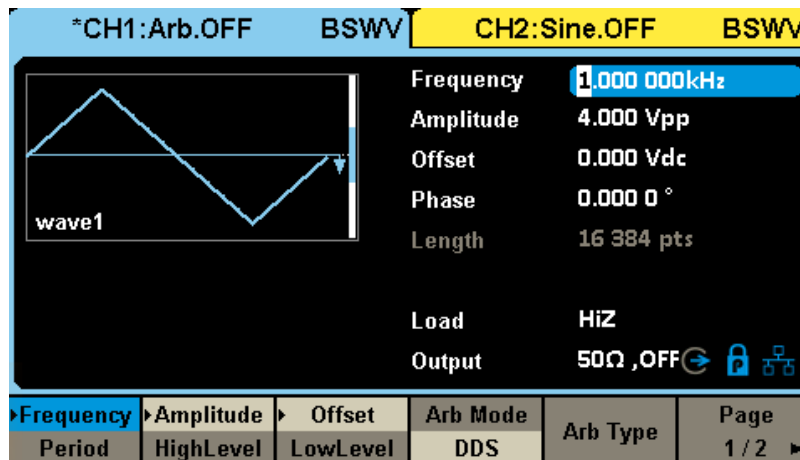 *CH1:Arb.OFF BSWV CH2:Sine.OFF BSWV
Frequency 1.000 000kHz
Amplitude 4.000 Vpp
Offset 0.000 Vdc
Phase 0.000 0 °
wave1
Length 16 384 pts
Load HiZ
Output 50Ω ,OFF P
Frequency Amplitude Offset Arb Mode Arb Type Page
Period HighLevel LowLevel DDS 1/2